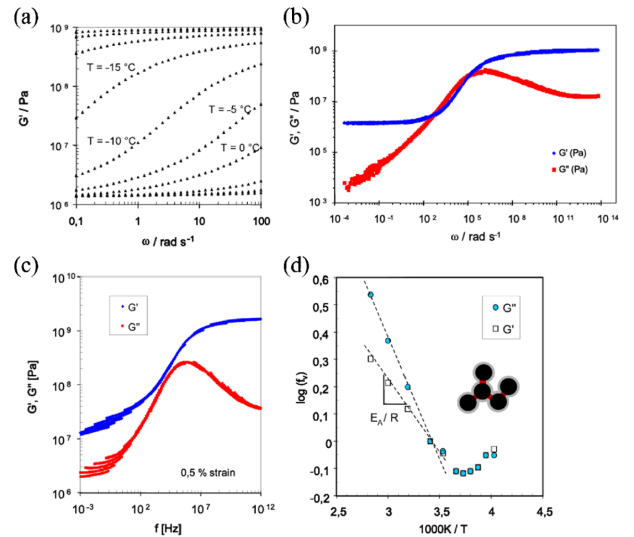 (a)
G' / Pa
10⁹
10⁸
10⁷
10⁶
T = -15 °C
T = -10 °C
T = -5 °C
T = 0 °C
0,1 1 10 100
ω / rad s⁻¹
(b)
G', G'' (Pa)
10⁹
10⁷
10⁵
10³
G' (Pa)
G'' (Pa)
10⁻⁴ 10⁻¹ 10² 10⁵ 10⁸ 10¹¹ 10¹⁴
ω / rad s⁻¹
(c)
G', G'' [Pa]
10¹⁰
10⁹
10⁸
10⁷
10⁶
G'
G''
0,5 % strain
10⁻³ 10² 10⁷ 10¹²
f [Hz]
(d)
log (fᵥ)
0,6
0,5
0,4
0,3
0,2
0,1
0
-0,1
-0,2
G''
G'
E_A / R
2,5 3 3,5 4 4,5
1000K / T